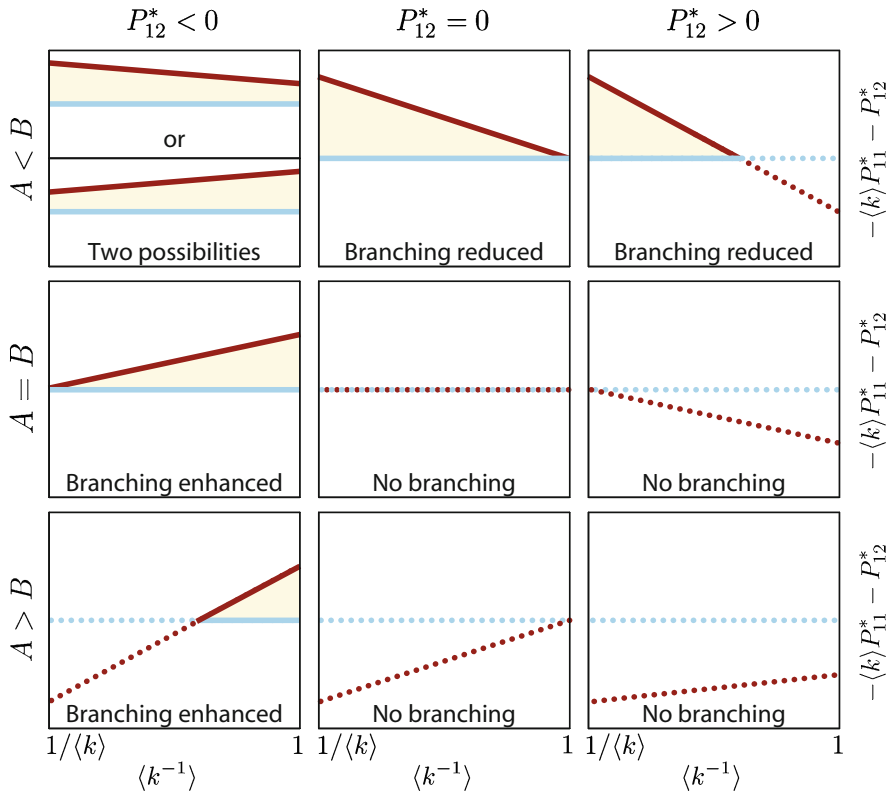 P*₁₂ < 0
P*₁₂ = 0
P*₁₂ > 0
A < B
or
Two possibilities
Branching reduced
Branching reduced
−⟨k⟩P*₁₁ − P*₁₂
A = B
Branching enhanced
No branching
No branching
−⟨k⟩P*₁₁ − P*₁₂
A > B
Branching enhanced
No branching
No branching
−⟨k⟩P*₁₁ − P*₁₂
1/⟨k⟩ 1
1/⟨k⟩ 1
1/⟨k⟩ 1
⟨k⁻¹⟩
⟨k⁻¹⟩
⟨k⁻¹⟩